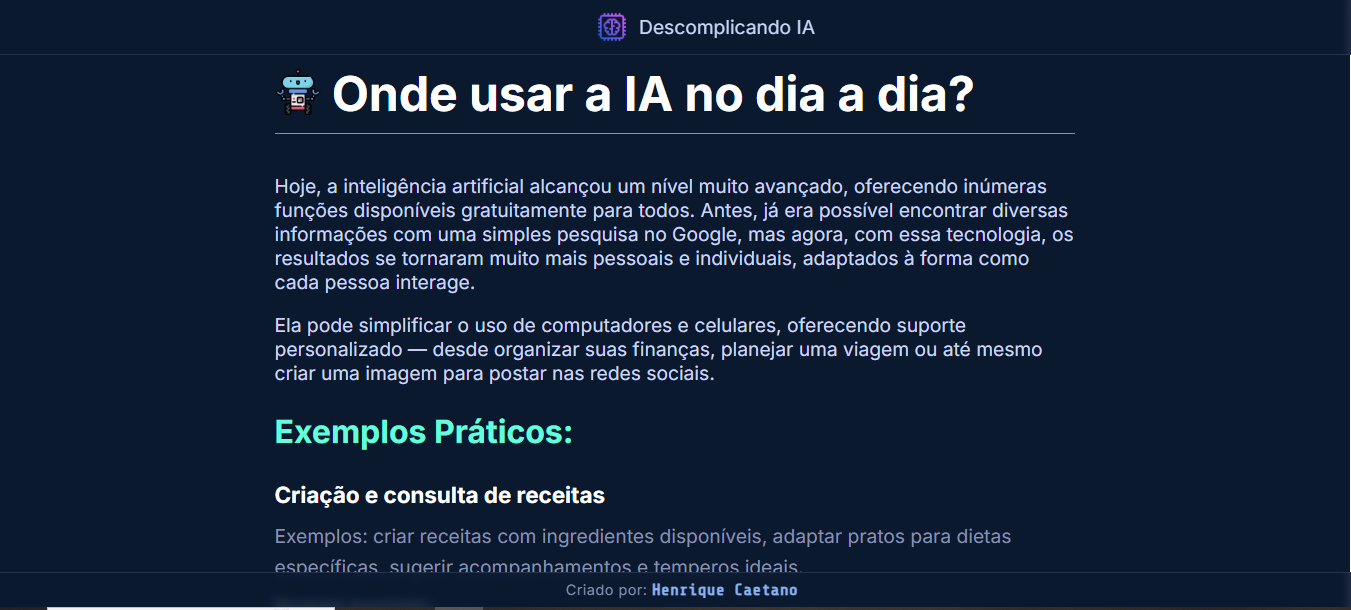 Descomplicando IA
Onde usar a IA no dia a dia?
Hoje, a inteligência artificial alcançou um nível muito avançado, oferecendo inúmeras
funções disponíveis gratuitamente para todos. Antes, já era possível encontrar diversas
informações com uma simples pesquisa no Google, mas agora, com essa tecnologia, os
resultados se tornaram muito mais pessoais e individuais, adaptados à forma como
cada pessoa interage.
Ela pode simplificar o uso de computadores e celulares, oferecendo suporte
personalizado — desde organizar suas finanças, planejar uma viagem ou até mesmo
criar uma imagem para postar nas redes sociais.
Exemplos Práticos:
Criação e consulta de receitas
Exemplos: criar receitas com ingredientes disponíveis, adaptar pratos para dietas
específicas, sugerir acompanhamentos e temperos ideais.
Criado por: Henrique Caetano